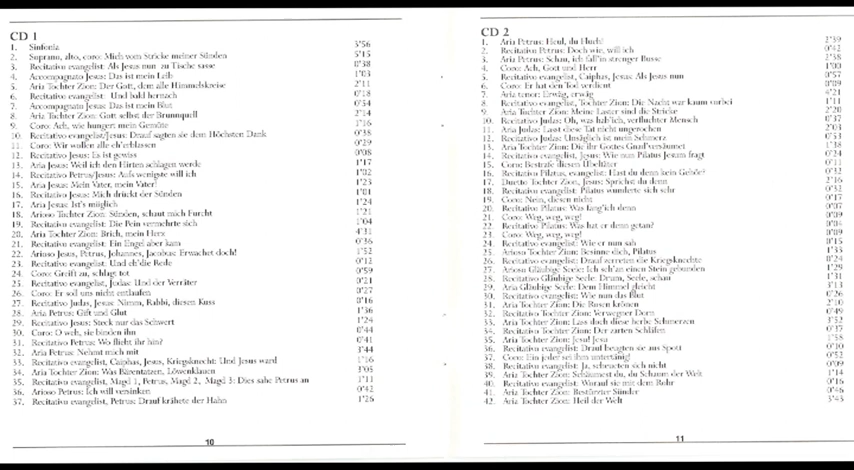 CD 1
1. Sinfonia 3'56
2. Soprano, alto, coro: Mich vom Stricke meiner Sünden 5'15
3. Recitativo evangelist: Als Jesus nun zu Tische sasse 0'38
4. Accompagnato Jesus: Das ist mein Leib 1'03
5. Aria Tochter Zion: Der Gott, dem alle Himmelskreise 2'11
6. Recitativo evangelist: Und bald hernach 0'18
7. Accompagnato Jesus: Das ist mein Blut 0'54
8. Aria Tochter Zion: Gott selbst der Brunnquell 2'14
9. Coro: Ach, wie hungert mein Gemüte 1'16
10. Recitativo evangelist/Jesus: Drauf sagten sie dem Höchsten Dank 0'38
11. Coro: Wir wollen alle eh'erblassen 0'29
12. Recitativo Jesus: Es ist gewiss 0'08
13. Aria Jesus: Weil ich den Hirten schlagen werde 1'17
14. Recitativo Petrus/Jesus: Aufs wenigste will ich 1'02
15. Aria Jesus: Mein Vater, mein Vater! 1'23
16. Recitativo Jesus: Mich drückt der Sünden 1'01
17. Aria Jesus: Ist's müglich 1'24
18. Arioso Tochter Zion: Sünden, schaut mich Furcht 1'21
19. Recitativo evangelist: Die Pein vermehrte sich 1'04
20. Aria Tochter Zion: Brich, mein Herz 4'31
21. Recitativo evangelist: Ein Engel aber kam 0'36
22. Arioso Jesus, Petrus, Johannes, Jacobus: Erwachet doch! 1'52
23. Recitativo evangelist: Und eh'die Rede 0'12
24. Coro: Greift zu, schlagt tot 0'59
25. Recitativo evangelist, Judas: Und der Verräter 0'21
26. Coro: Er soll uns nicht entlaufen 0'27
27. Recitativo Judas, Jesus: Nimm, Rabbi, diesen Kuss 0'16
28. Aria Petrus: Gift und Glut 1'36
29. Recitativo Jesus: Steck nur das Schwert 1'24
30. Coro: O weh, sie binden ihn 0'44
31. Recitativo Petrus: Wo flieht ihr hin? 0'41
32. Aria Petrus: Nehmt mich mit 3'44
33. Recitativo evangelist, Caiphas, Jesus, Kriegsknecht: Und Jesus ward 1'16
34. Aria Tochter Zion: Was Bärentatzen, Löwenklauen 3'05
35. Recitativo evangelist, Magd 1, Petrus, Magd 2, Magd 3: Dies sahe Petrus an 1'11
36. Arioso Petrus: Ich will versinken 0'42
37. Recitativo evangelist, Petrus: Drauf krähete der Hahn 1'26
10
CD 2
1. Aria Petrus: Heul, du Fluch! 2'39
2. Recitativo Petrus: Doch wie, will ich 0'42
3. Aria Petrus: Schau, ich fall'in strenger Busse 1'58
4. Coro: Ach, Gott und Herr 1'00
5. Recitativo evangelist, Caiphas, Jesus: Als Jesus nun 0'57
6. Coro: Er hat den Tod verdient 0'09
7. Aria tenor: Erwäg, erwäg 4'21
8. Recitativo evangelist, Tochter Zion: Die Nacht war kaum vorbei 1'11
9. Aria Tochter Zion: Meine Laster sind die Stricke 2'20
10. Recitativo Judas: Oh, was hab'ich, verfluchter Mensch 0'37
11. Aria Judas: Lasst diese Tat nicht ungerochen 2'03
12. Recitativo Judas: Unsäglich ist mein Schmerz 0'53
13. Aria Tochter Zion: Die ihr Gottes Gnad'versäumet 1'38
14. Recitativo evangelist, Jesus: Wie nun Pilatus Jesum fragt 0'24
15. Coro: Bestrafe diesen Übeltäter 0'11
16. Recitativo Pilatus, evangelist: Hast du denn kein Gehör? 0'32
17. Duetto Tochter Zion, Jesus: Sprichst du denn 2'16
18. Recitativo evangelist: Pilatus wunderte sich sehr 0'32
19. Coro: Nein, diesen nicht 0'17
20. Recitativo Pilatus: Was fang'ich denn 0'07
21. Coro: Weg, weg, weg! 0'09
22. Recitativo Pilatus: Was hat er denn getan? 0'04
23. Coro: Weg, weg, weg! 0'09
24. Recitativo evangelist: Wie er nun sah 0'15
25. Arioso Tochter Zion: Besinne dich, Pilatus 1'33
26. Recitativo evangelist: Drauf zerreten die Kriegsknechte 0'24
27. Arioso Gläubige Seele: Ich seh'an einen Stein gebunden 1'29
28. Recitativo Gläubige Seele: Drum, Seele, schau 1'11
29. Aria Gläubige Seele: Dem Himmel gleicht 3'13
30. Recitativo evangelist: Wie nun das Blut 0'26
31. Aria Tochter Zion: Die Rosen krönen 2'10
32. Recitativo Tochter Zion: Verwegner Dorn 0'49
33. Aria Tochter Zion: Lass doch diese herbe Schmerzen 3'52
34. Recitativo Tochter Zion: Der zarten Schläfen 0'37
35. Aria Tochter Zion: Jesu! Jesu 1'58
36. Recitativo evangelist: Drauf beugten sie aus Spott 0'10
37. Coro: Ein jeder sei ihm untertänig! 0'52
38. Recitativo evangelist: Ja, scheueten sich nicht 0'09
39. Aria Tochter Zion: Schäumest du, du Schaum der Welt 1'14
40. Recitativo evangelist: Worauf sie mit dem Rohr 0'16
41. Aria Tochter Zion: Bestürzter Sünder 0'46
42. Aria Tochter Zion: Heil der Welt 3'43
11